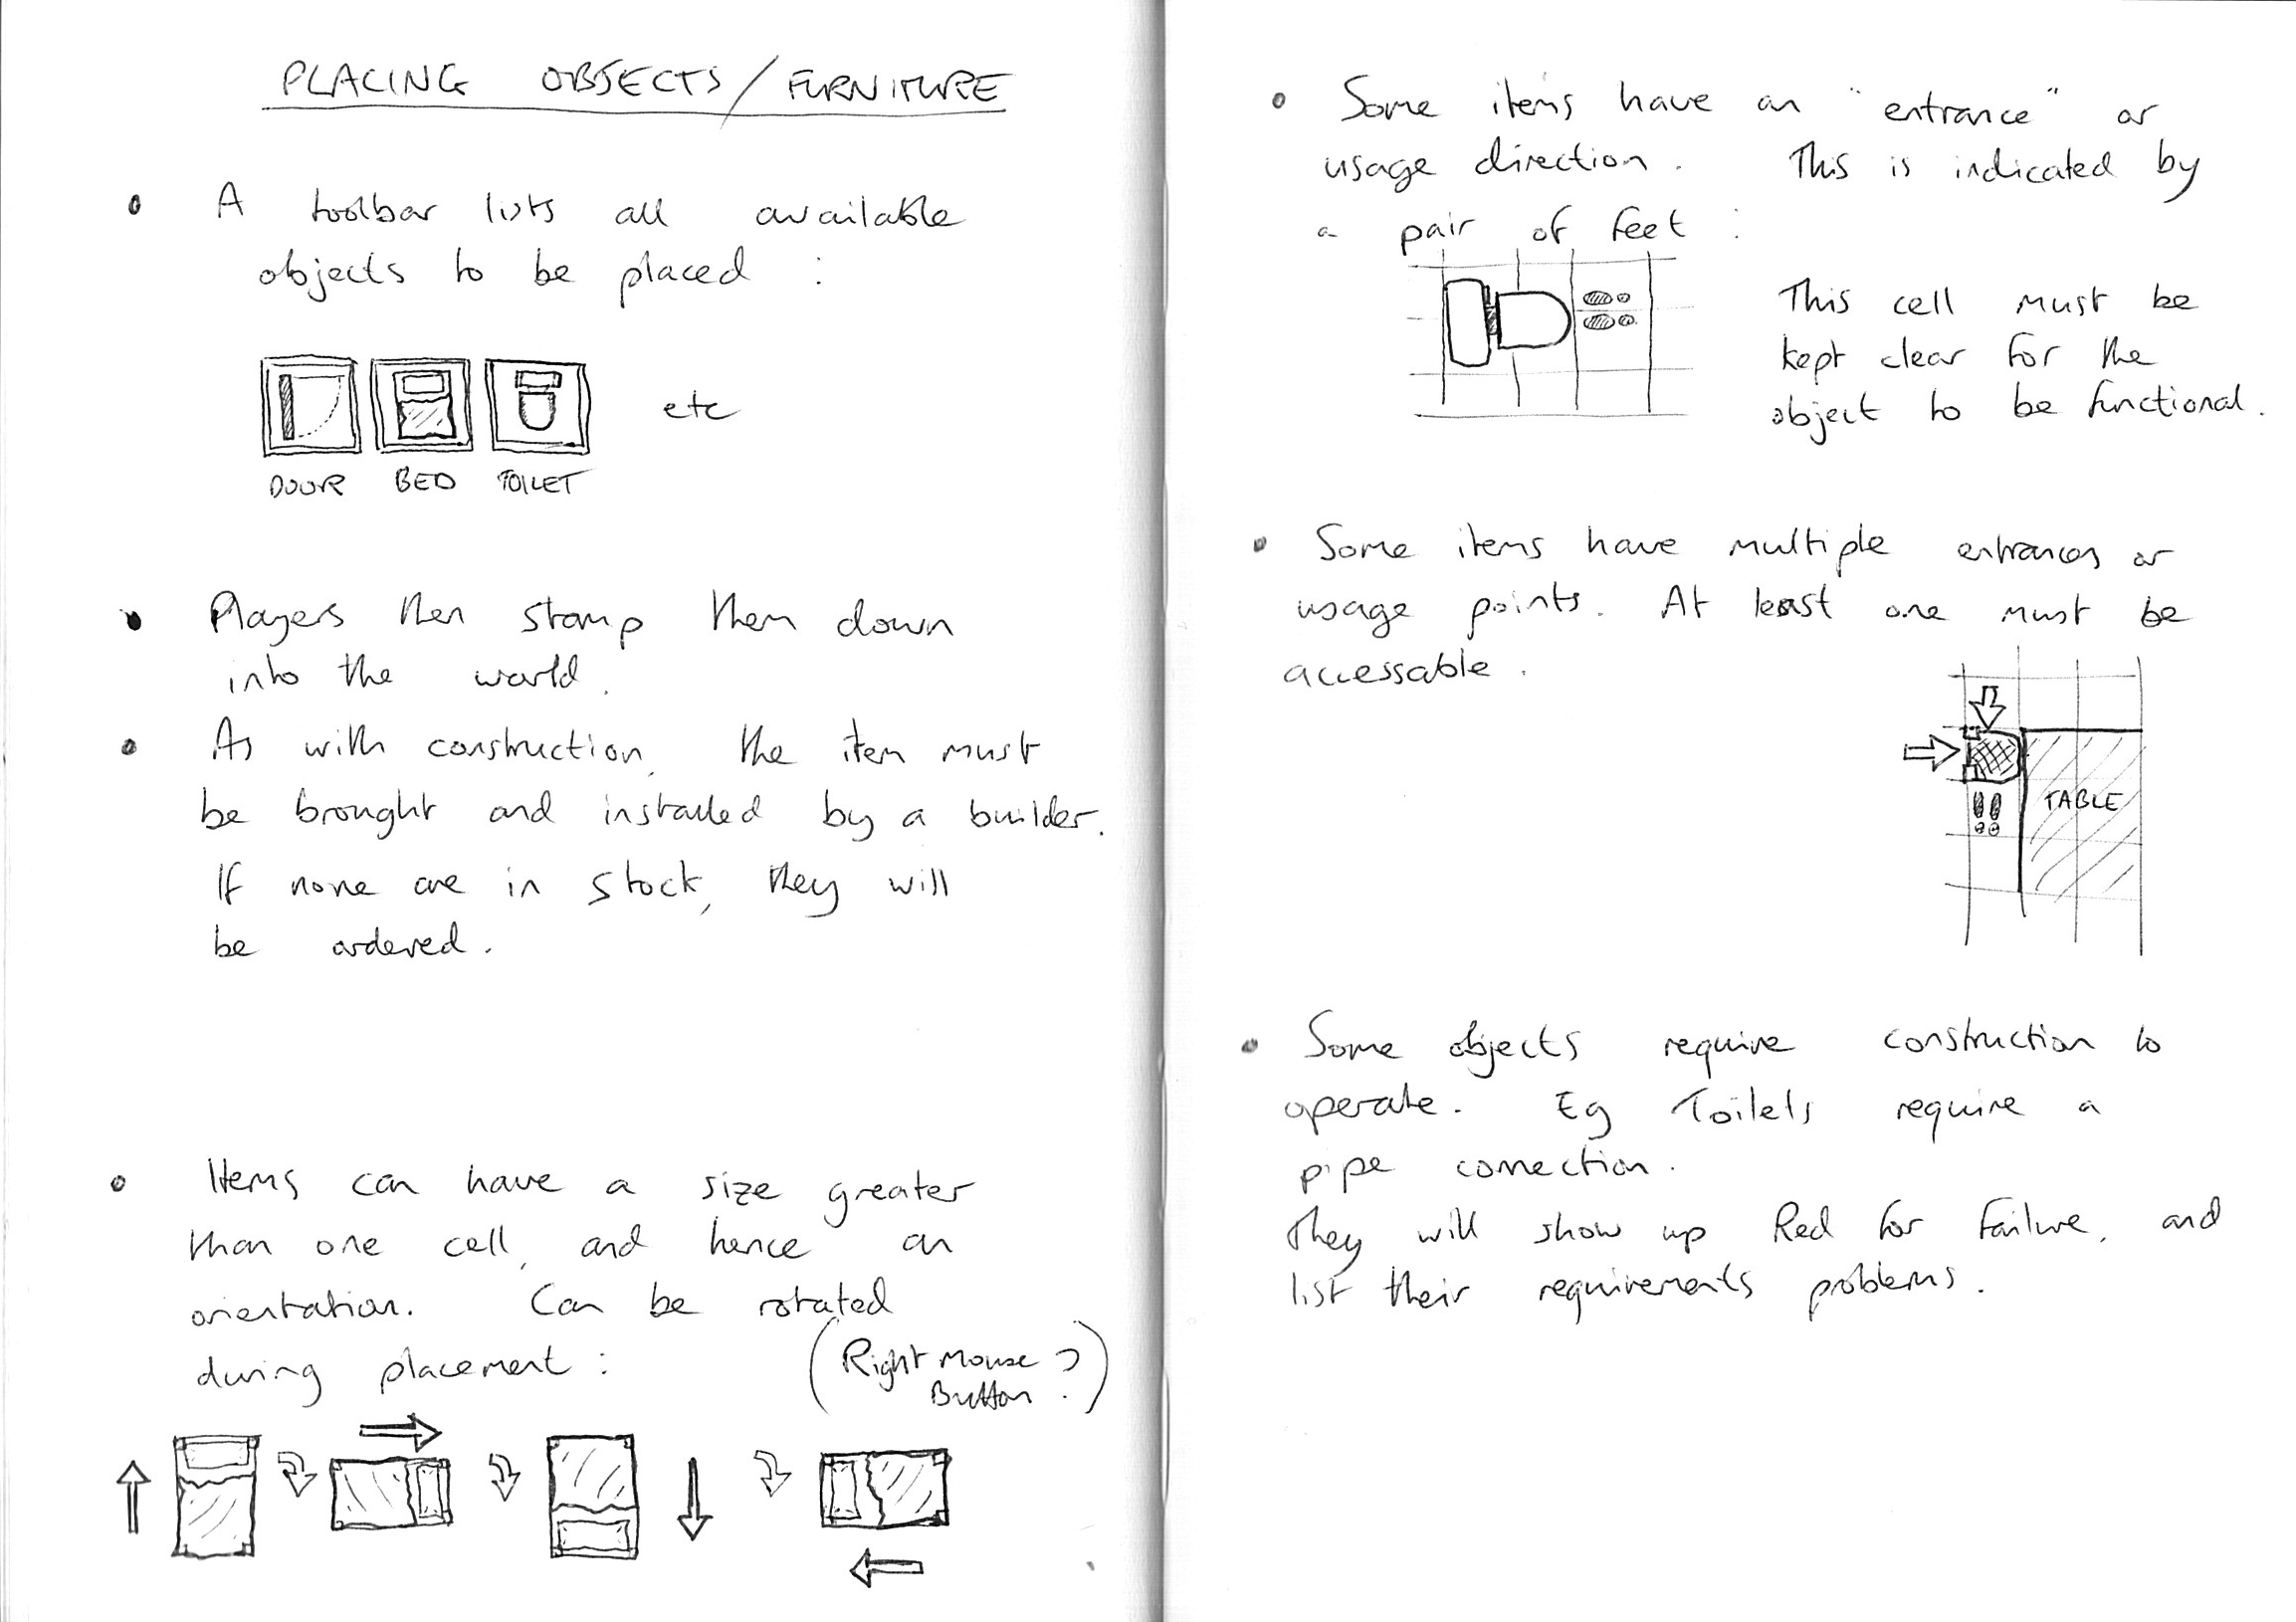 PLACING OBJECTS/FURNITURE
• A toolbar lists all available
objects to be placed :
etc
DOOR BED TOILET
• Players then stamp them down
into the world.
• As with construction, the item must
be brought and installed by a builder.
If none are in stock, they will
be ordered.
• Items can have a size greater
than one cell, and hence an
orientation. Can be rotated
during placement :
(Right Mouse
Button ?)
• Some items have an "entrance" or
usage direction. This is indicated by
a pair of feet :
This cell must be
kept clear for the
object to be functional.
• Some items have multiple entrances or
usage points. At least one must be
accessable.
TABLE
• Some objects require construction to
operate. Eg Toilets require a
pipe connection.
They will show up Red for failure, and
list their requirements problems.